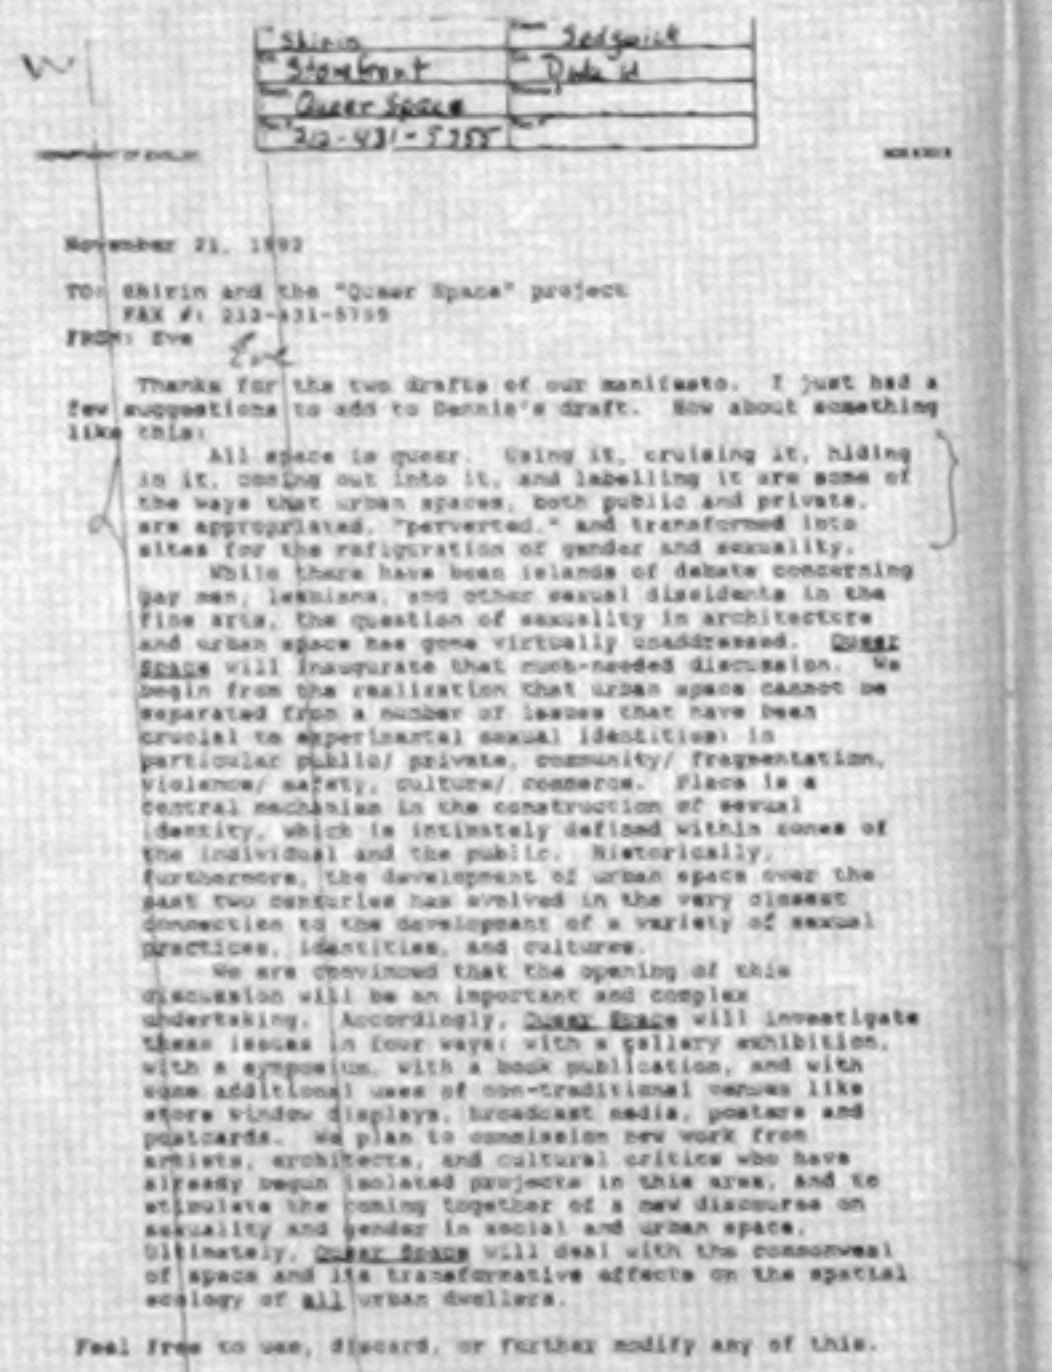 W
Shirin Sedgwick
Storefront Duke U
Queer Space
212-431-5755
DEPARTMENT OF ENGLISH
November 21, 1992
TO: Shirin and the "Queer Space" project
FAX #: 212-431-5755
FROM: Eve
Eve
Thanks for the two drafts of our manifesto. I just had a
few suggestions to add to Dennis's draft. How about something
like this:
All space is queer. Using it, cruising it, hiding
in it, coming out into it, and labelling it are some of
the ways that urban spaces, both public and private,
are appropriated, "perverted," and transformed into
sites for the refiguration of gender and sexuality.
While there have been islands of debate concerning
gay men, lesbians, and other sexual dissidents in the
fine arts, the question of sexuality in architecture
and urban space has gone virtually unaddressed. Queer
Space will inaugurate that much-needed discussion. We
begin from the realization that urban space cannot be
separated from a number of issues that have been
crucial to experimental sexual identities: in
particular public/ private, community/ fragmentation,
violence/ safety, culture/ commerce. Place is a
central mechanism in the construction of sexual
identity, which is intimately defined within zones of
the individual and the public. Historically,
furthermore, the development of urban space over the
past two centuries has evolved in the very closest
connection to the development of a variety of sexual
practices, identities, and cultures.
We are convinced that the opening of this
discussion will be an important and complex
undertaking. Accordingly, Queer Space will investigate
these issues in four ways: with a gallery exhibition,
with a symposium, with a book publication, and with
some additional uses of non-traditional venues like
store window displays, broadcast media, posters and
postcards. We plan to commission new work from
artists, architects, and cultural critics who have
already begun isolated projects in this area, and to
stimulate the coming together of a new discourse on
sexuality and gender in social and urban space.
Ultimately, Queer Space will deal with the commonweal
of space and its transformative effects on the spatial
ecology of all urban dwellers.
Feel free to use, discard, or further modify any of this.